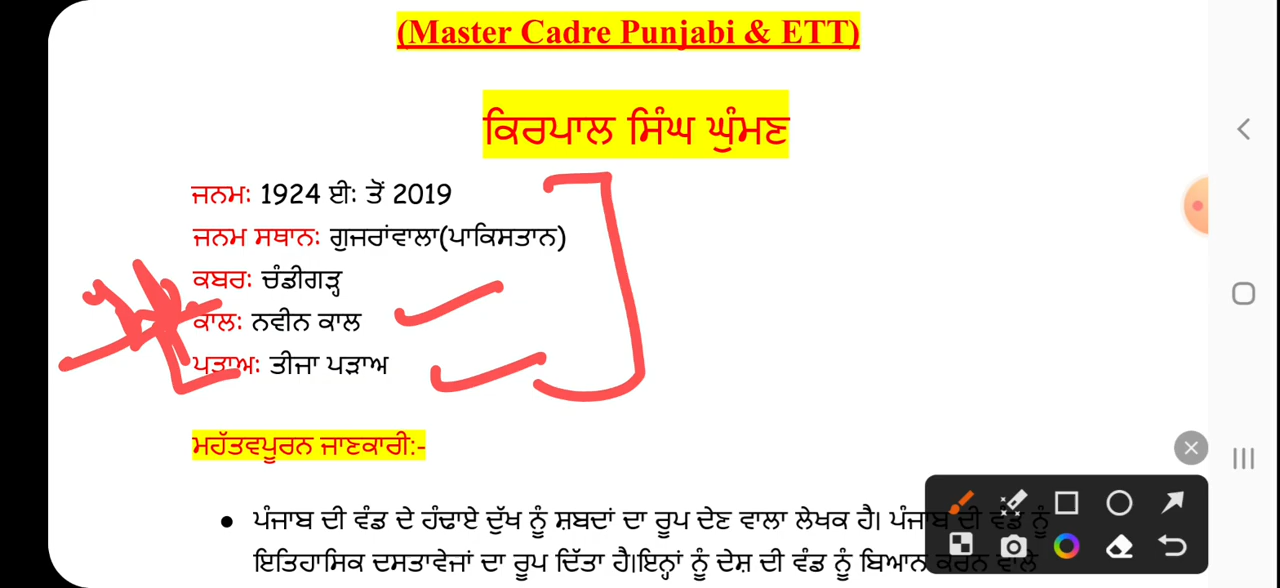 (Master Cadre Punjabi & ETT)
ਕਿਰਪਾਲ ਸਿੰਘ ਘੁੰਮਣ
ਜਨਮ: 1924 ਈ: ਤੋਂ 2019
ਜਨਮ ਸਥਾਨ: ਗੁਜਰਾਂਵਾਲਾ(ਪਾਕਿਸਤਾਨ)
ਕਬਰ: ਚੰਡੀਗੜ੍ਹ
ਕਾਲ: ਨਵੀਨ ਕਾਲ
ਪੜਾਅ: ਤੀਜਾ ਪੜਾਅ
ਮਹੱਤਵਪੂਰਨ ਜਾਣਕਾਰੀ:-
● ਪੰਜਾਬ ਦੀ ਵੰਡ ਦੇ ਹੰਢਾਏ ਦੁੱਖ ਨੂੰ ਸ਼ਬਦਾਂ ਦਾ ਰੂਪ ਦੇਣ ਵਾਲਾ ਲੇਖਕ ਹੈ। ਪੰਜਾਬ ਦੀ ਵੰਡ ਨੂੰ
ਇਤਿਹਾਸਿਕ ਦਸਤਾਵੇਜਾਂ ਦਾ ਰੂਪ ਦਿੱਤਾ ਹੈ।ਇਨ੍ਹਾਂ ਨੂੰ ਦੇਸ਼ ਦੀ ਵੰਡ ਨੂੰ ਬਿਆਨ ਕਰਨ ਵਾਲੇ